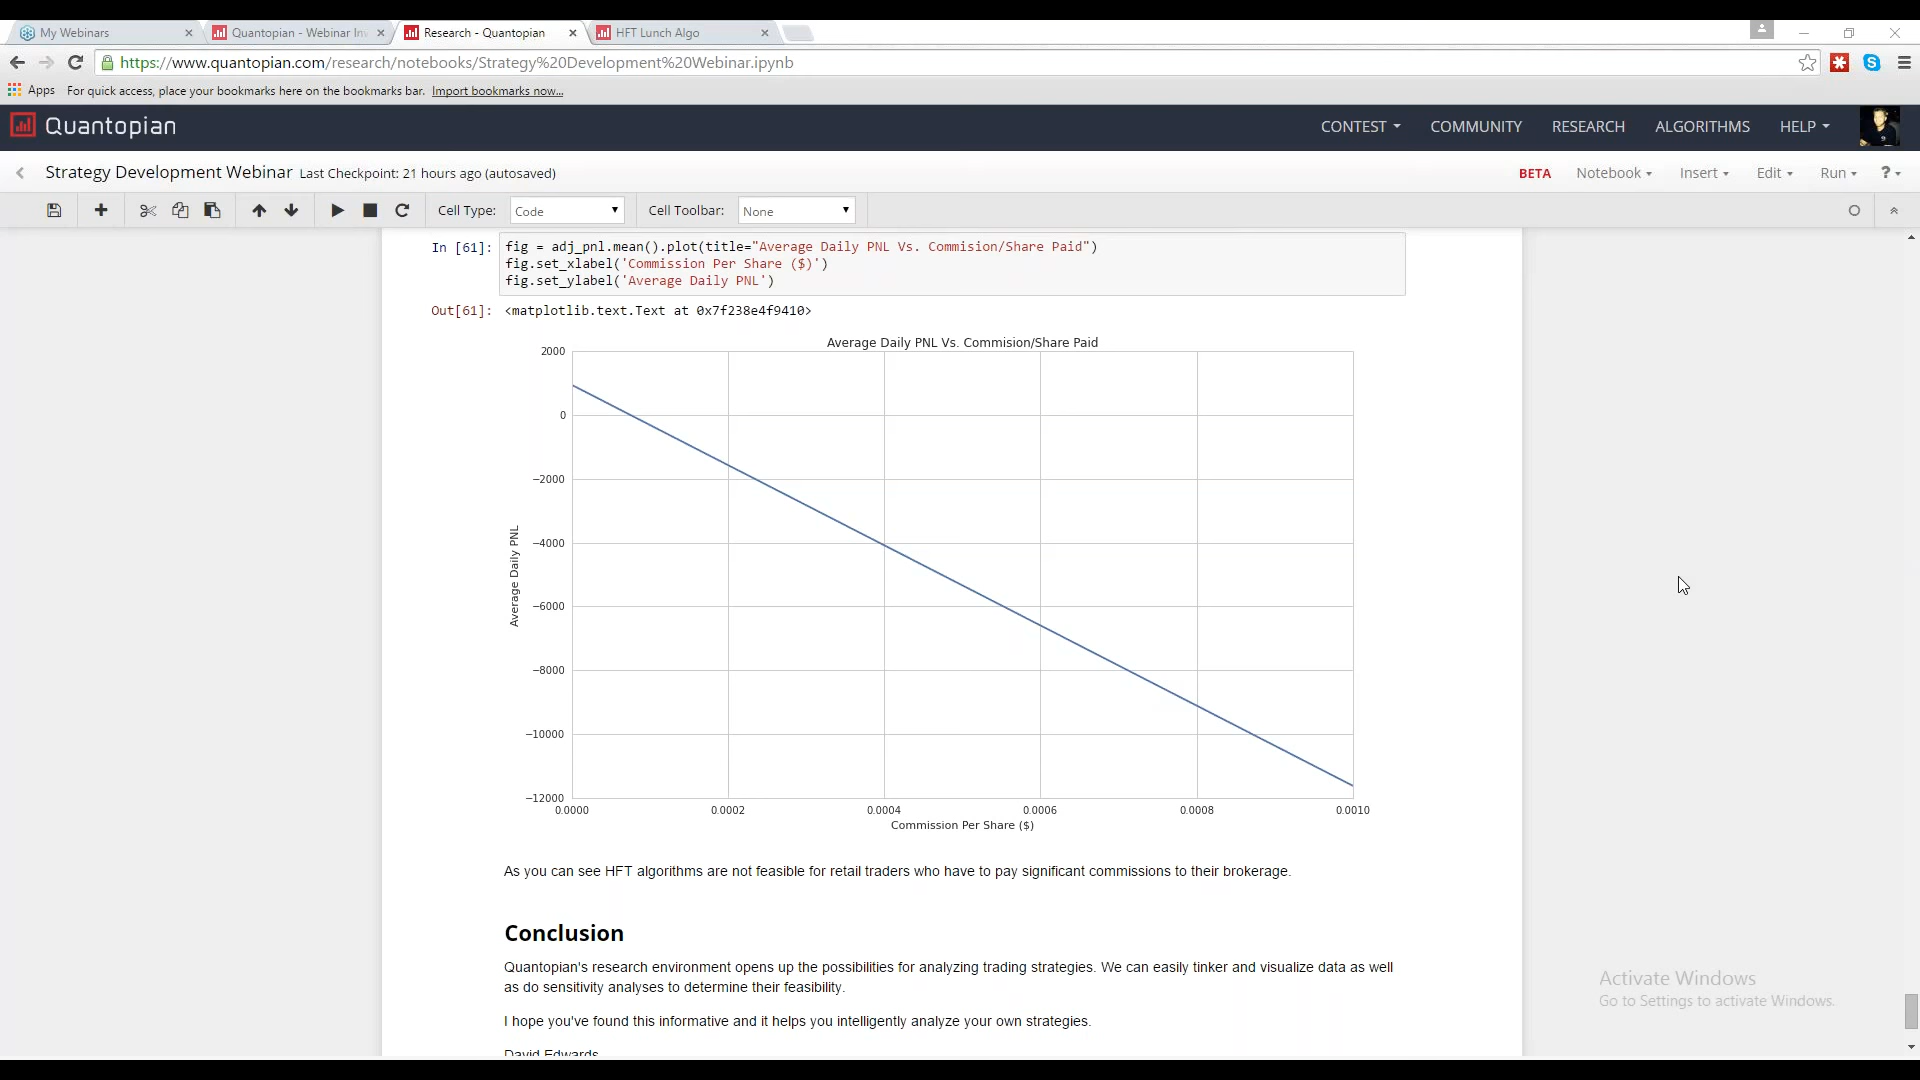 My Webinars
Quantopian - Webinar In
Research - Quantopian
HFT Lunch Algo
https://www.quantopian.com/research/notebooks/Strategy%20Development%20Webinar.ipynb
Apps For quick access, place your bookmarks here on the bookmarks bar. Import bookmarks now...
Quantopian
CONTEST COMMUNITY RESEARCH ALGORITHMS HELP
Strategy Development Webinar Last Checkpoint: 21 hours ago (autosaved)
BETA Notebook Insert Edit Run ?
Cell Type: Code Cell Toolbar: None
In [61]: fig = adj_pnl.mean().plot(title="Average Daily PNL Vs. Commision/Share Paid")
fig.set_xlabel('Commission Per Share ($)')
fig.set_ylabel('Average Daily PNL')
Out[61]: <matplotlib.text.Text at 0x7f238e4f9410>
Average Daily PNL Vs. Commision/Share Paid
2000
0
−2000
−4000
−6000
−8000
−10000
−12000
Average Daily PNL
0.0000 0.0002 0.0004 0.0006 0.0008 0.0010
Commission Per Share ($)
As you can see HFT algorithms are not feasible for retail traders who have to pay significant commissions to their brokerage.
Conclusion
Quantopian's research environment opens up the possibilities for analyzing trading strategies. We can easily tinker and visualize data as well
as do sensitivity analyses to determine their feasibility.
I hope you've found this informative and it helps you intelligently analyze your own strategies.
David Edwards
Activate Windows
Go to Settings to activate Windows.